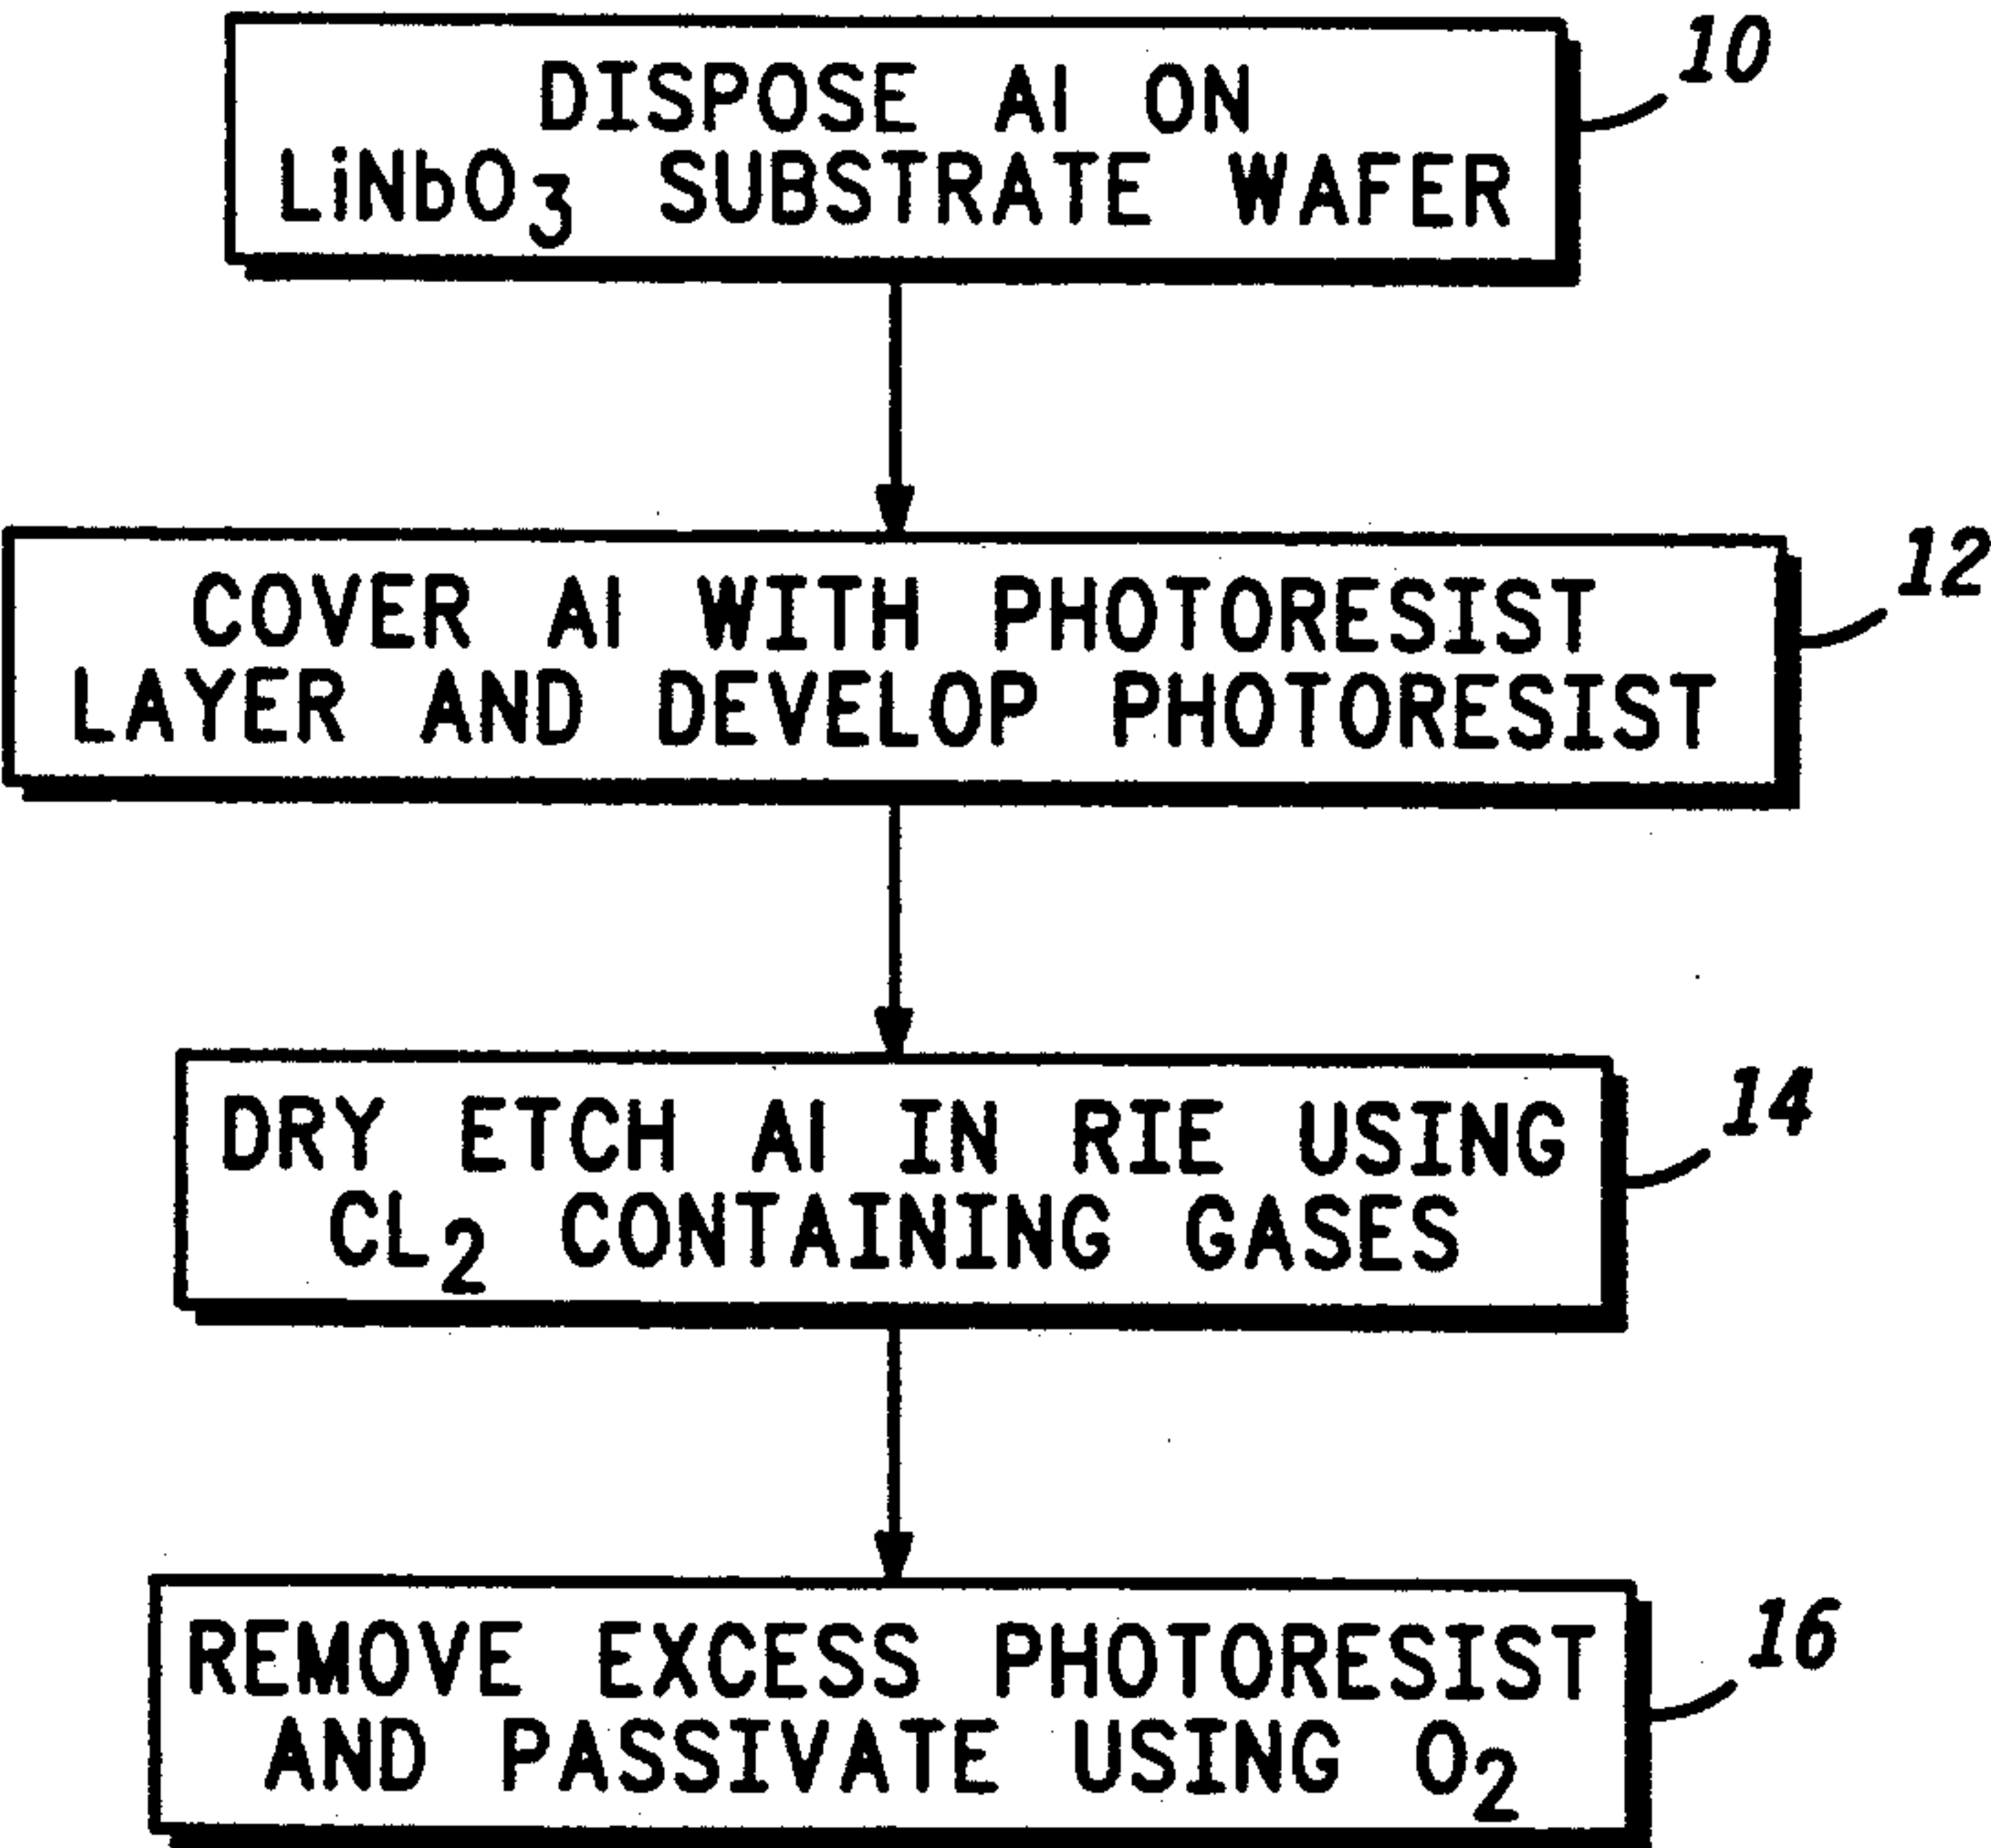 DISPOSE Al ON
LiNbO3 SUBSTRATE WAFER
10
COVER Al WITH PHOTORESIST
LAYER AND DEVELOP PHOTORESIST
12
DRY ETCH Al IN RIE USING
CL2 CONTAINING GASES
14
REMOVE EXCESS PHOTORESIST
AND PASSIVATE USING O2
16